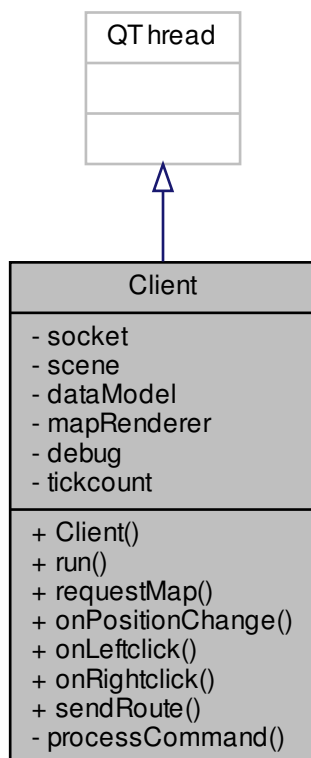 QThread
Client
- socket
- scene
- dataModel
- mapRenderer
- debug
- tickcount
+ Client()
+ run()
+ requestMap()
+ onPositionChange()
+ onLeftclick()
+ onRightclick()
+ sendRoute()
- processCommand()